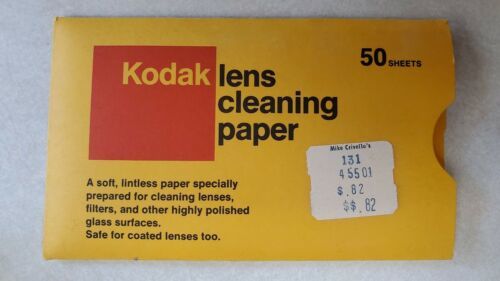 Kodak lens
cleaning
paper
50 SHEETS
A soft, lintless paper specially
prepared for cleaning lenses,
filters, and other highly polished
glass surfaces.
Safe for coated lenses too.
Mike Crivello's
131
45501
$.82
$$.82